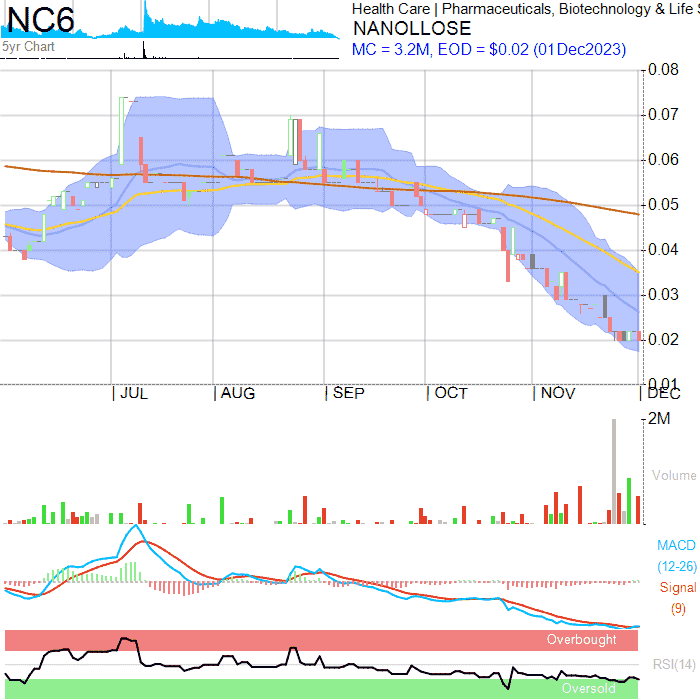 NC6
Health Care | Pharmaceuticals, Biotechnology & Life S
NANOLLOSE
5yr Chart
MC = 3.2M, EOD = $0.02 (01Dec2023)
0.08
0.07
0.06
0.05
0.04
0.03
0.02
0.01
JUL AUG SEP OCT NOV DEC
2M
Volume
MACD
(12-26)
Signal
(9)
Overbought
RSI(14)
Oversold